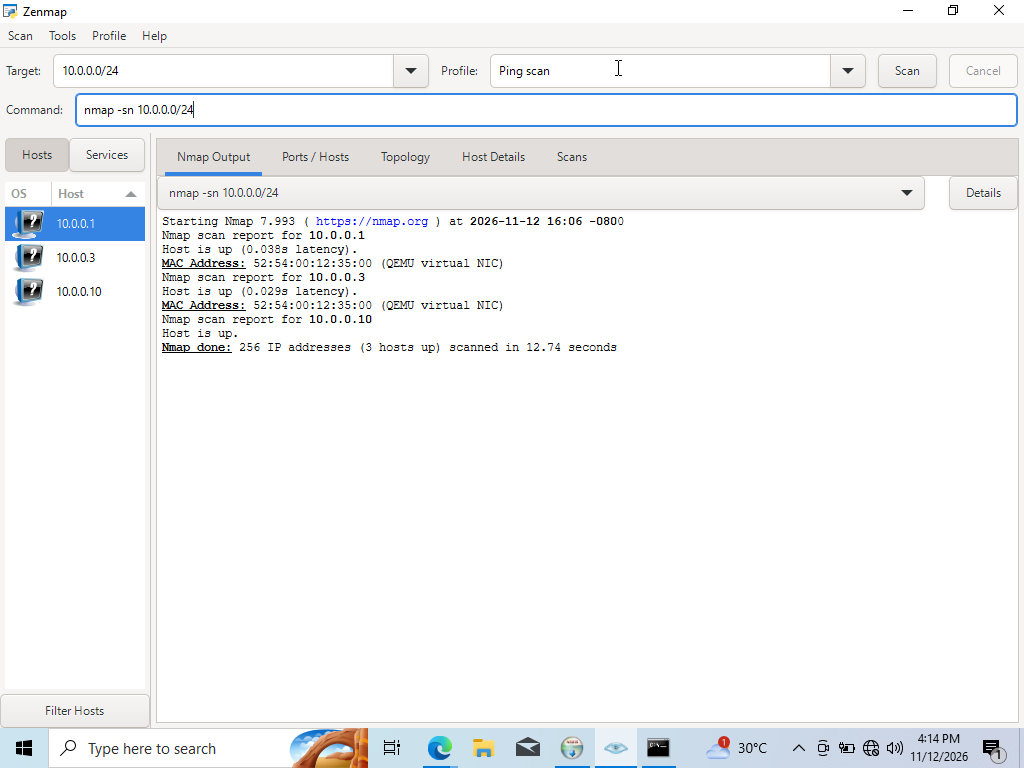 Zenmap
Scan Tools Profile Help
Target: 10.0.0.0/24 Profile: Ping scan Scan Cancel
Command: nmap -sn 10.0.0.0/24
Hosts Services
Nmap Output Ports / Hosts Topology Host Details Scans
OS Host
nmap -sn 10.0.0.0/24 Details
10.0.0.1
10.0.0.3
10.0.0.10
Starting Nmap 7.993 ( https://nmap.org ) at 2026-11-12 16:06 -0800
Nmap scan report for 10.0.0.1
Host is up (0.038s latency).
MAC Address: 52:54:00:12:35:00 (QEMU virtual NIC)
Nmap scan report for 10.0.0.3
Host is up (0.029s latency).
MAC Address: 52:54:00:12:35:00 (QEMU virtual NIC)
Nmap scan report for 10.0.0.10
Host is up.
Nmap done: 256 IP addresses (3 hosts up) scanned in 12.74 seconds
Filter Hosts
Type here to search
1
30°C
4:14 PM
11/12/2026
1